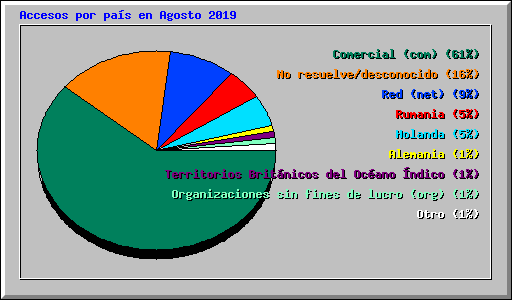 Accesos por país en Agosto 2019
Comercial (com) (61%)
No resuelve/desconocido (16%)
Red (net) (9%)
Rumania (5%)
Holanda (5%)
Alemania (1%)
Territorios Británicos del Océano Índico (1%)
Organizaciones sin fines de lucro (org) (1%)
Otro (1%)